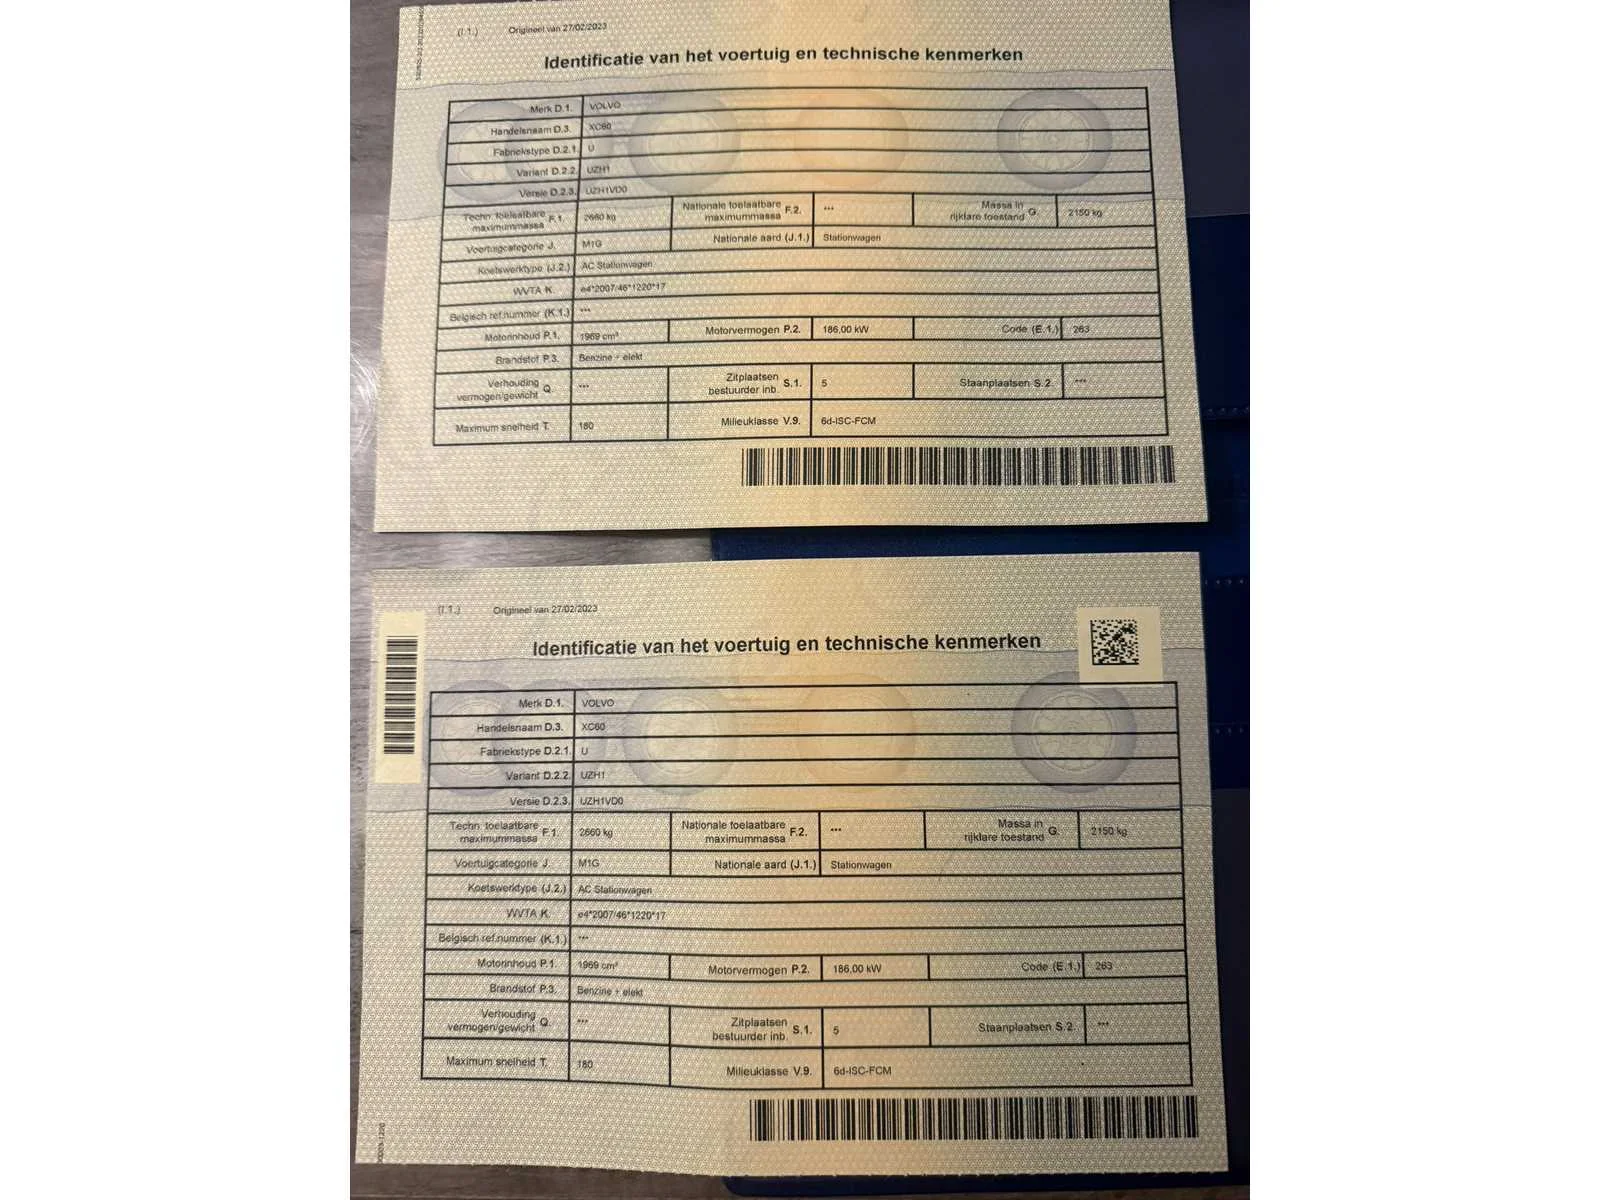 (I.1.) Origineel van 27/02/2023
Identificatie van het voertuig en technische kenmerken
Merk D.1. VOLVO
Handelsnaam D.3. XC60
Fabriekstype D.2.1. U
Variant D.2.2. UZH1
Versie D.2.3. UZH1VD0
Techn. toelaatbare maximummassa F.1. 2660 kg Nationale toelaatbare maximummassa F.2. *** Massa in rijklare toestand G. 2150 kg
Voertuigcategorie J. M1G Nationale aard (J.1.) Stationwagen
Koetswerktype (J.2.) AC Stationwagen
WVTA K. e4*2007/46*1220*17
Belgisch ref.nummer (K.1.) ***
Motorinhoud P.1. 1969 cm³ Motorvermogen P.2. 186,00 kW Code (E.1.) 263
Brandstof P.3. Benzine + elekt
Verhouding vermogen/gewicht Q. *** Zitplaatsen bestuurder inb. S.1. 5 Staanplaatsen S.2. ***
Maximum snelheid T. 180 Milieuklasse V.9. 6d-ISC-FCM
(I.1.) Origineel van 27/02/2023
Identificatie van het voertuig en technische kenmerken
Merk D.1. VOLVO
Handelsnaam D.3. XC60
Fabriekstype D.2.1. U
Variant D.2.2. UZH1
Versie D.2.3. UZH1VD0
Techn. toelaatbare maximummassa F.1. 2660 kg Nationale toelaatbare maximummassa F.2. *** Massa in rijklare toestand G. 2150 kg
Voertuigcategorie J. M1G Nationale aard (J.1.) Stationwagen
Koetswerktype (J.2.) AC Stationwagen
WVTA K. e4*2007/46*1220*17
Belgisch ref.nummer (K.1.) ***
Motorinhoud P.1. 1969 cm³ Motorvermogen P.2. 186,00 kW Code (E.1.) 263
Brandstof P.3. Benzine + elekt
Verhouding vermogen/gewicht Q. *** Zitplaatsen bestuurder inb. S.1. 5 Staanplaatsen S.2. ***
Maximum snelheid T. 180 Milieuklasse V.9. 6d-ISC-FCM